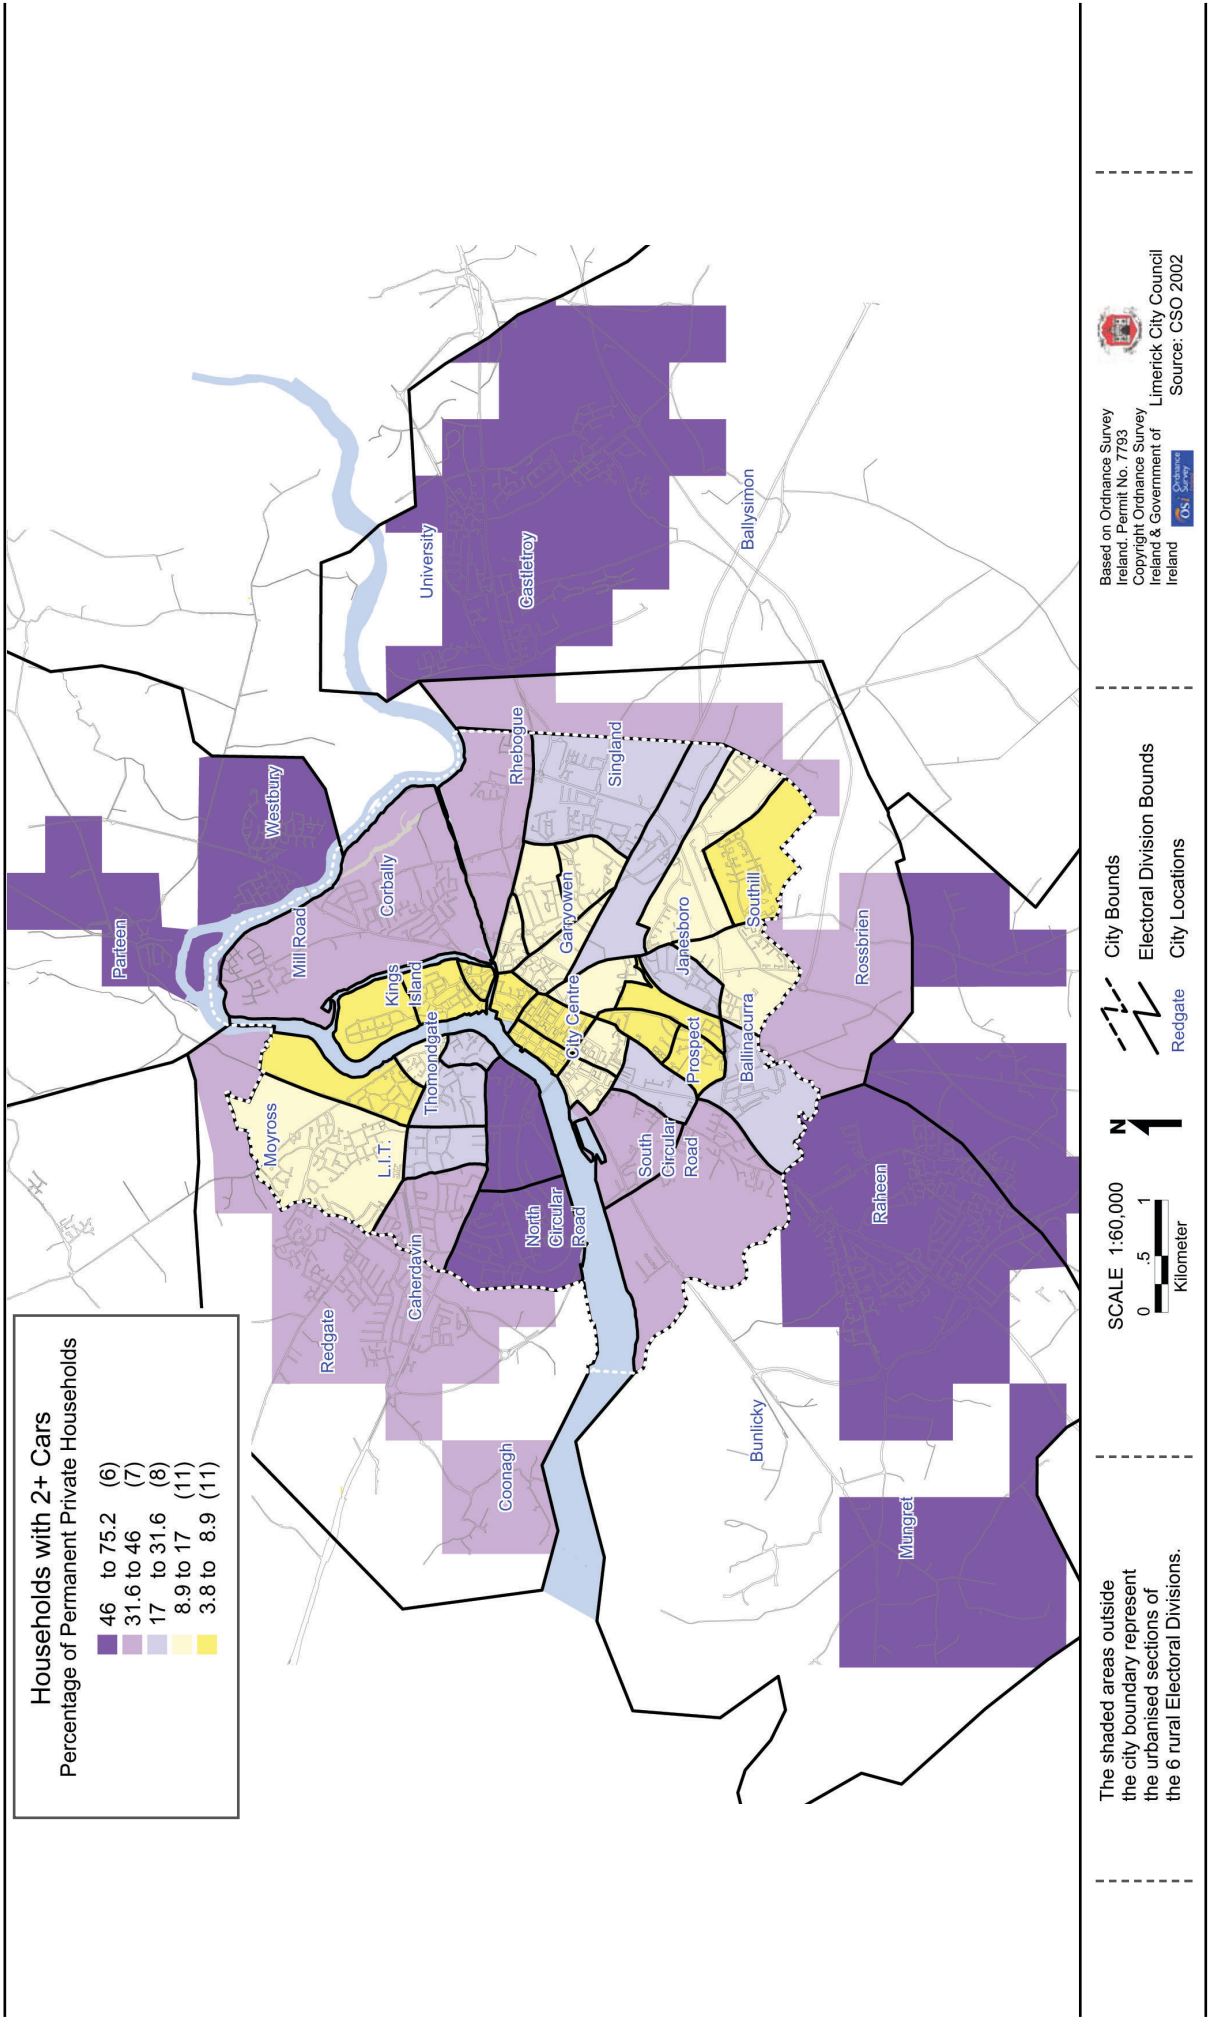 Households with 2+ Cars
Percentage of Permanent Private Households
46 to 75.2 (6)
31.6 to 46 (7)
17 to 31.6 (8)
8.9 to 17 (11)
3.8 to 8.9 (11)
Parteen
Westbury
Mill Road
Corbally
Moyross
Kings
Island
Redgate
L.I.T.
Thomondgate
University
Caherdavin
Rhebogue
Castletroy
Coonagh
North
Circular
Road
City Centre
Garryowen
Singland
South
Circular
Road
Prospect
Janesboro
Ballinacurra
Southill
Ballysimon
Bunlicky
Rossbrien
Raheen
Mungret
The shaded areas outside
the city boundary represent
the urbanised sections of
the 6 rural Electoral Divisions.
SCALE 1:60,000
0 .5 1
Kilometer
N
City Bounds
Electoral Division Bounds
Redgate City Locations
Based on Ordnance Survey
Ireland. Permit No. 7793
Copyright Ordnance Survey
Ireland & Government of
Ireland
OSi Ordnance
Survey
Limerick City Council
Source: CSO 2002